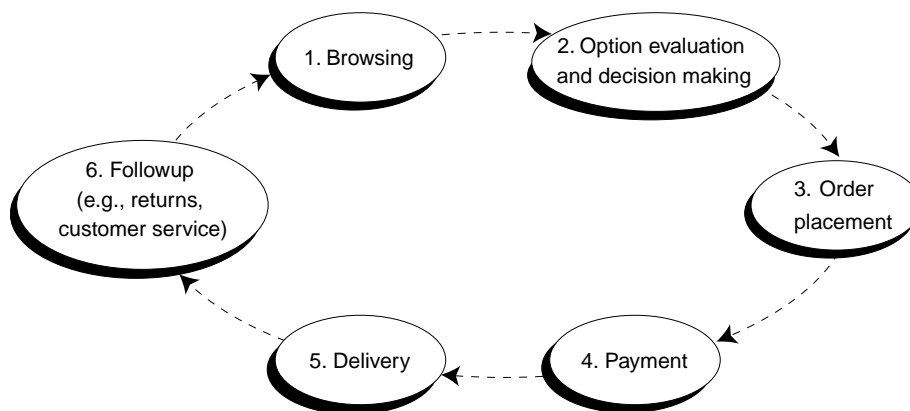 1. Browsing
2. Option evaluation
and decision making
3. Order
placement
4. Payment
5. Delivery
6. Followup
(e.g., returns,
customer service)